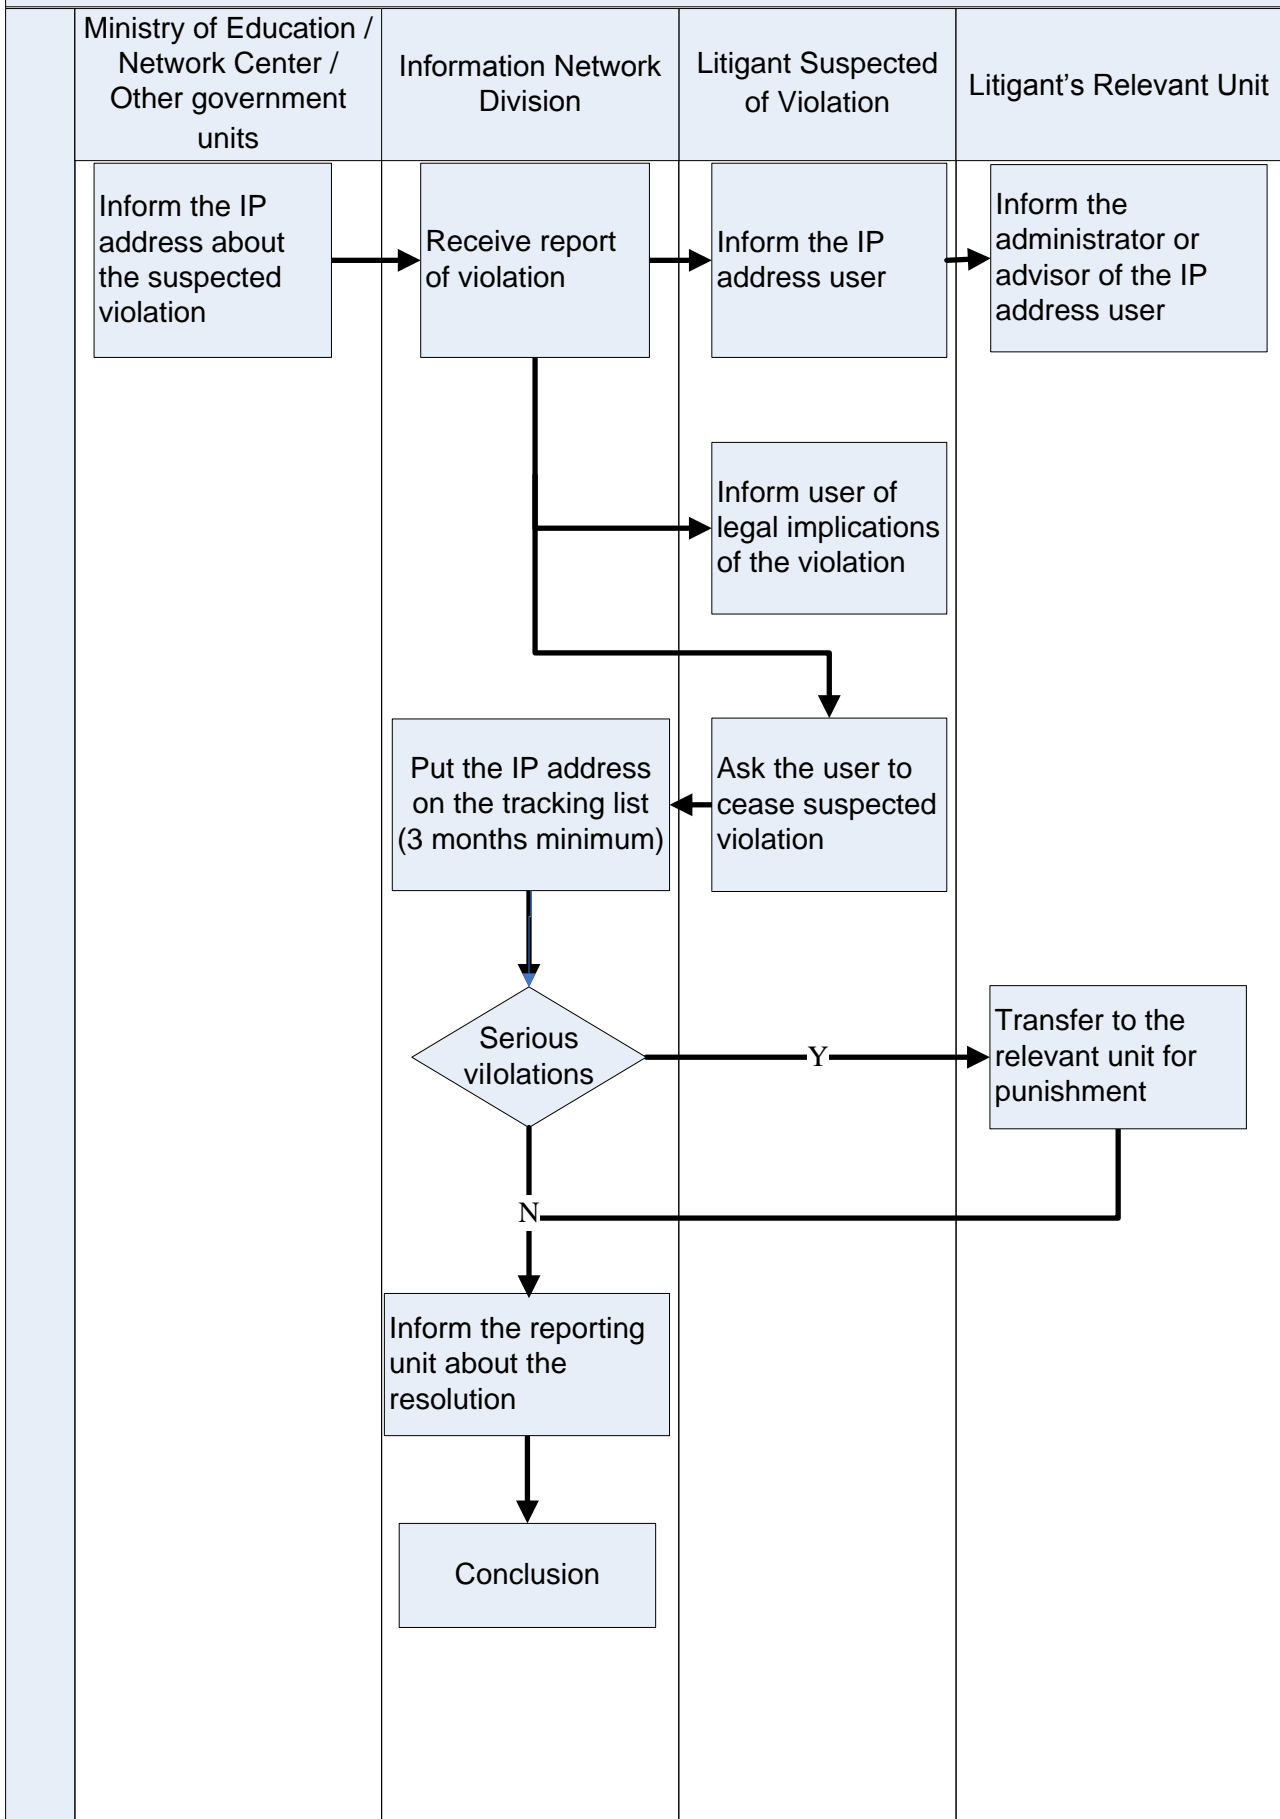 Ministry of Education /
Network Center /
Other government
units
Information Network
Division
Litigant Suspected
of Violation
Litigant’s Relevant Unit
Inform the IP
address about
the suspected
violation
Receive report
of violation
Inform the IP
address user
Inform the
administrator or
advisor of the IP
address user
Inform user of
legal implications
of the violation
Put the IP address
on the tracking list
(3 months minimum)
Ask the user to
cease suspected
violation
Serious
vilolations
Y
Transfer to the
relevant unit for
punishment
N
Inform the reporting
unit about the
resolution
Conclusion